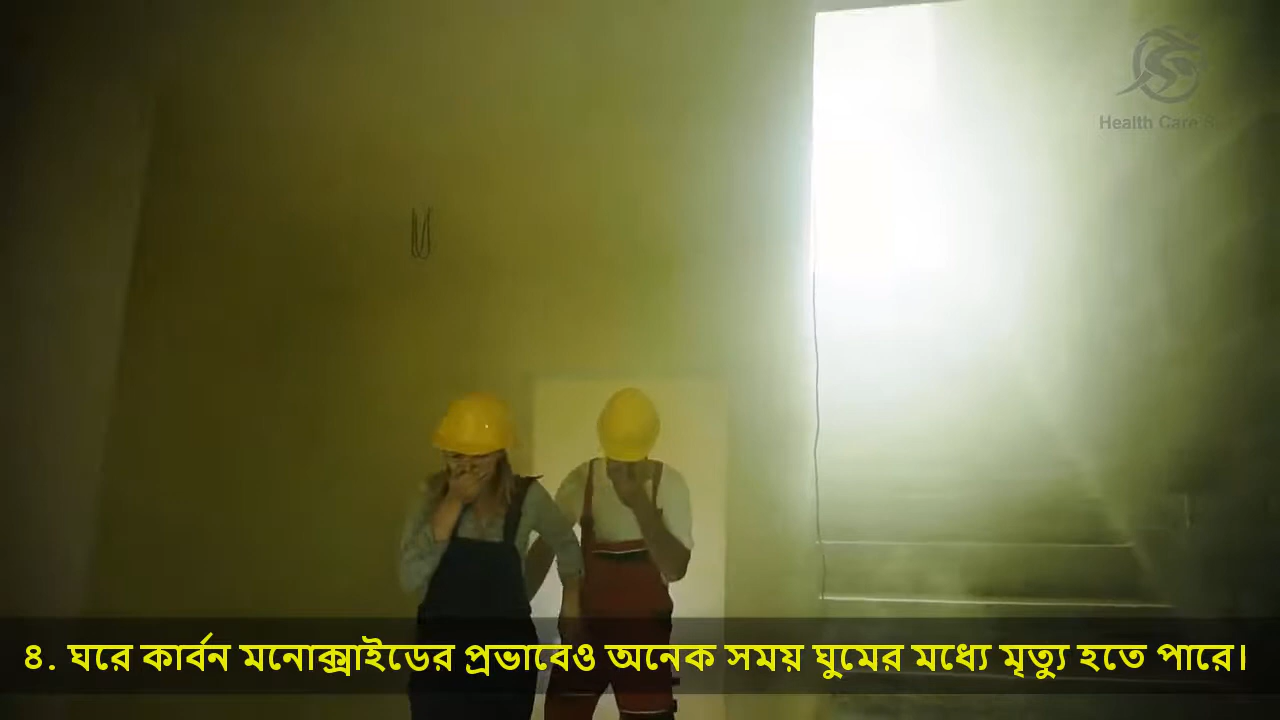 Health Care
৪. ঘরে কার্বন মনোক্সাইডের প্রভাবেও অনেক সময় ঘুমের মধ্যে মৃত্যু হতে পারে।